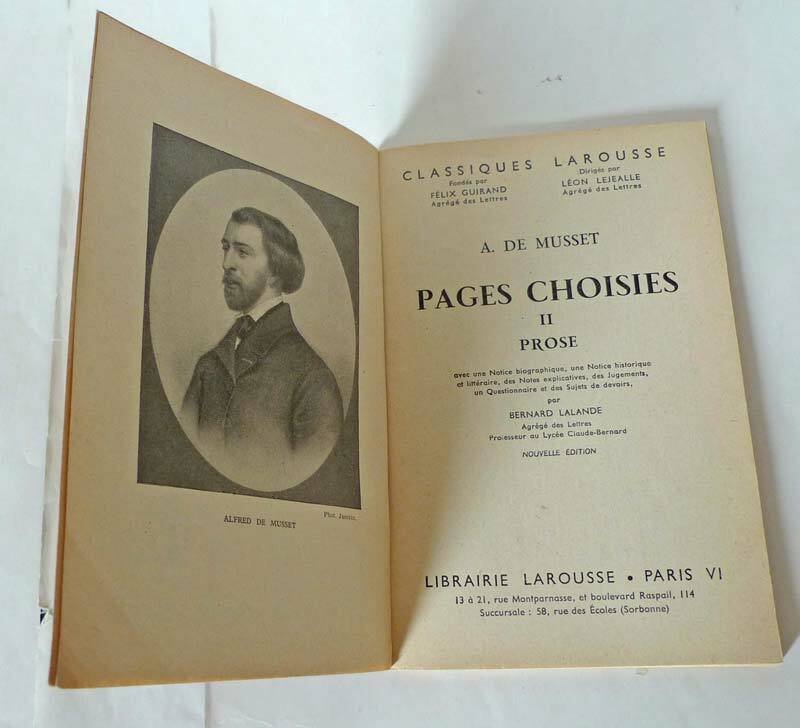 ALFRED DE MUSSET
Phot.
CLASSIQUES LAROUSSE
Fondés par
FÉLIX GUIRAND
Agrégé des Lettres
Dirigés par
LÉON LEJEALLE
Agrégé des Lettres
A. DE MUSSET
PAGES CHOISIES
II
PROSE
avec une Notice biographique, une Notice historique
et littéraire, des Notes explicatives, des Jugements,
un Questionnaire et des Sujets de devoirs,
par
BERNARD LALANDE
Agrégé des Lettres
Professeur au Lycée Claude-Bernard
NOUVELLE ÉDITION
LIBRAIRIE LAROUSSE • PARIS VI
13 à 21, rue Montparnasse, et boulevard Raspail, 114
Succursale : 58, rue des Écoles (Sorbonne)